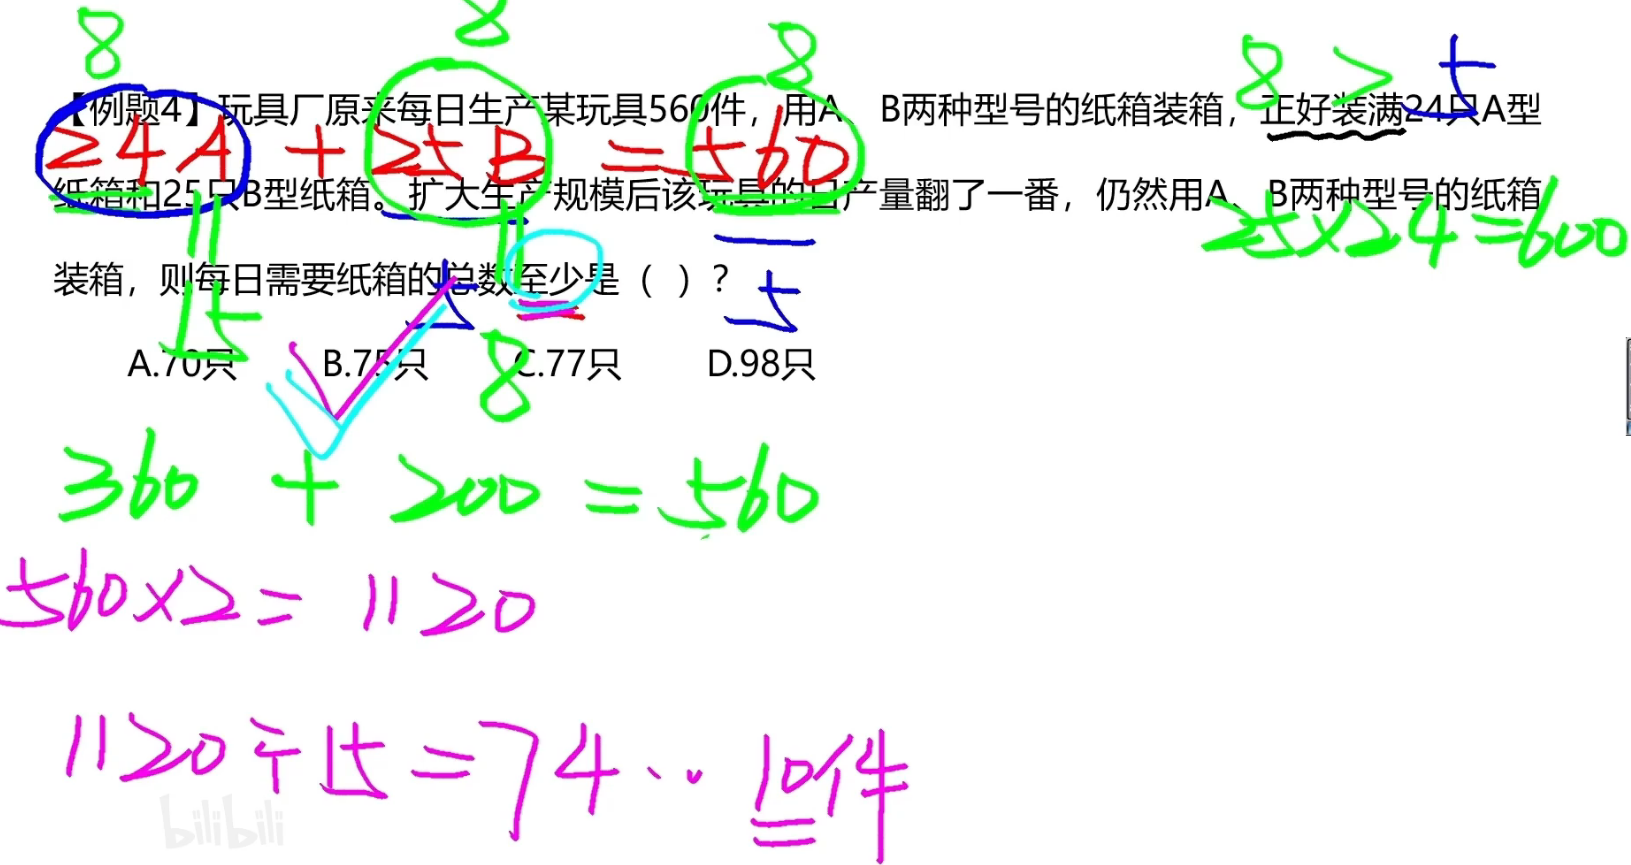 8 8 8 8 > 5
【例题4】玩具厂原来每日生产某玩具560件，用A、B两种型号的纸箱装箱，正好装满24只A型
24A + 25B = 560
纸箱和25只B型纸箱。扩大生产规模后该玩具的日产量翻了一番，仍然用A、B两种型号的纸箱
25×24=600
装箱，则每日需要纸箱的总数至少是（ ）？
15 5 8 5
A.70只 B.75只 C.77只 D.98只
360 + 200 = 560
560×2= 1120
1120÷15=74……10件
bilibili